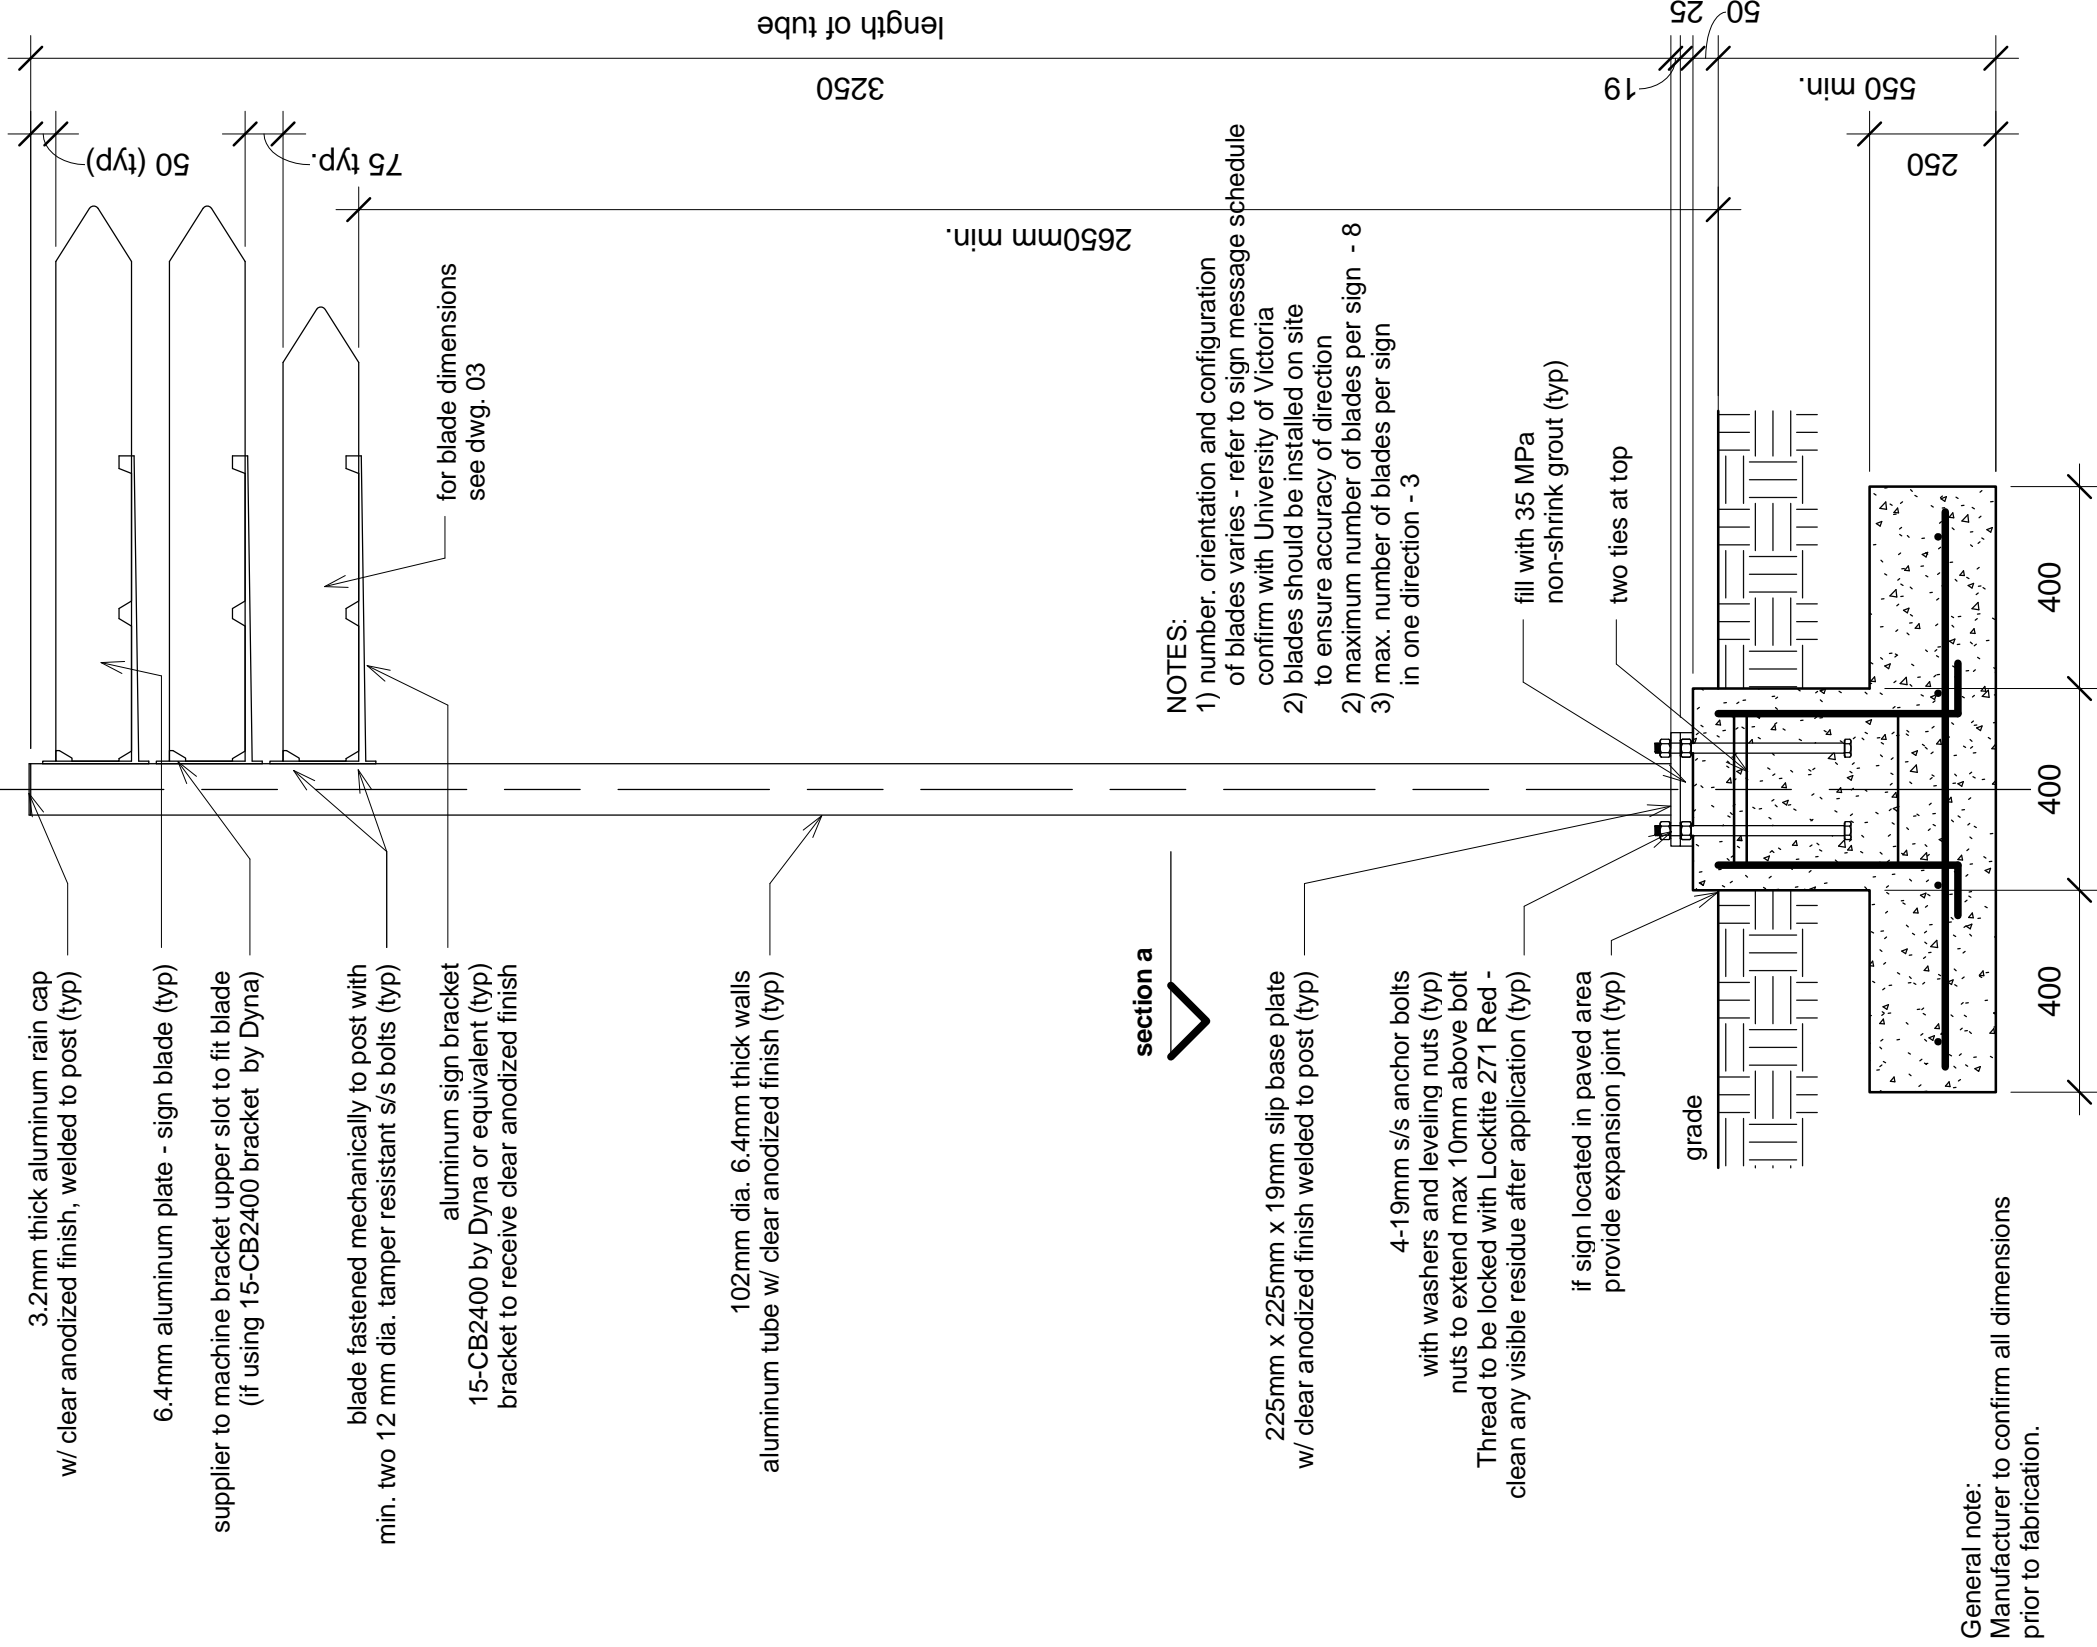 3.2mm thick aluminum rain cap
w/ clear anodized finish, welded to post (typ)
6.4mm aluminum plate - sign blade (typ)
supplier to machine bracket upper slot to fit blade
(if using 15-CB2400 bracket by Dyna)
blade fastened mechanically to post with
min. two 12 mm dia. tamper resistant s/s bolts (typ)
aluminum sign bracket
15-CB2400 by Dyna or equivalent (typ)
bracket to receive clear anodized finish
102mm dia. 6.4mm thick walls
aluminum tube w/ clear anodized finish (typ)
section a
225mm x 225mm x 19mm slip base plate
w/ clear anodized finish welded to post (typ)
4-19mm s/s anchor bolts
with washers and leveling nuts (typ)
nuts to extend max 10mm above bolt
Thread to be locked with Locktite 271 Red -
clean any visible residue after application (typ)
if sign located in paved area
provide expansion joint (typ)
grade
General note:
Manufacturer to confirm all dimensions
prior to fabrication.
for blade dimensions
see dwg. 03
NOTES:
1) number. orientation and configuration
of blades varies - refer to sign message schedule
confirm with University of Victoria
2) blades should be installed on site
to ensure accuracy of direction
2) maximum number of blades per sign - 8
3) max. number of blades per sign
in one direction - 3
fill with 35 MPa
non-shrink grout (typ)
two ties at top
50 (typ)
75 typ.
2650mm min.
length of tube
3250
19
25
50
550 min.
250
400
400
400